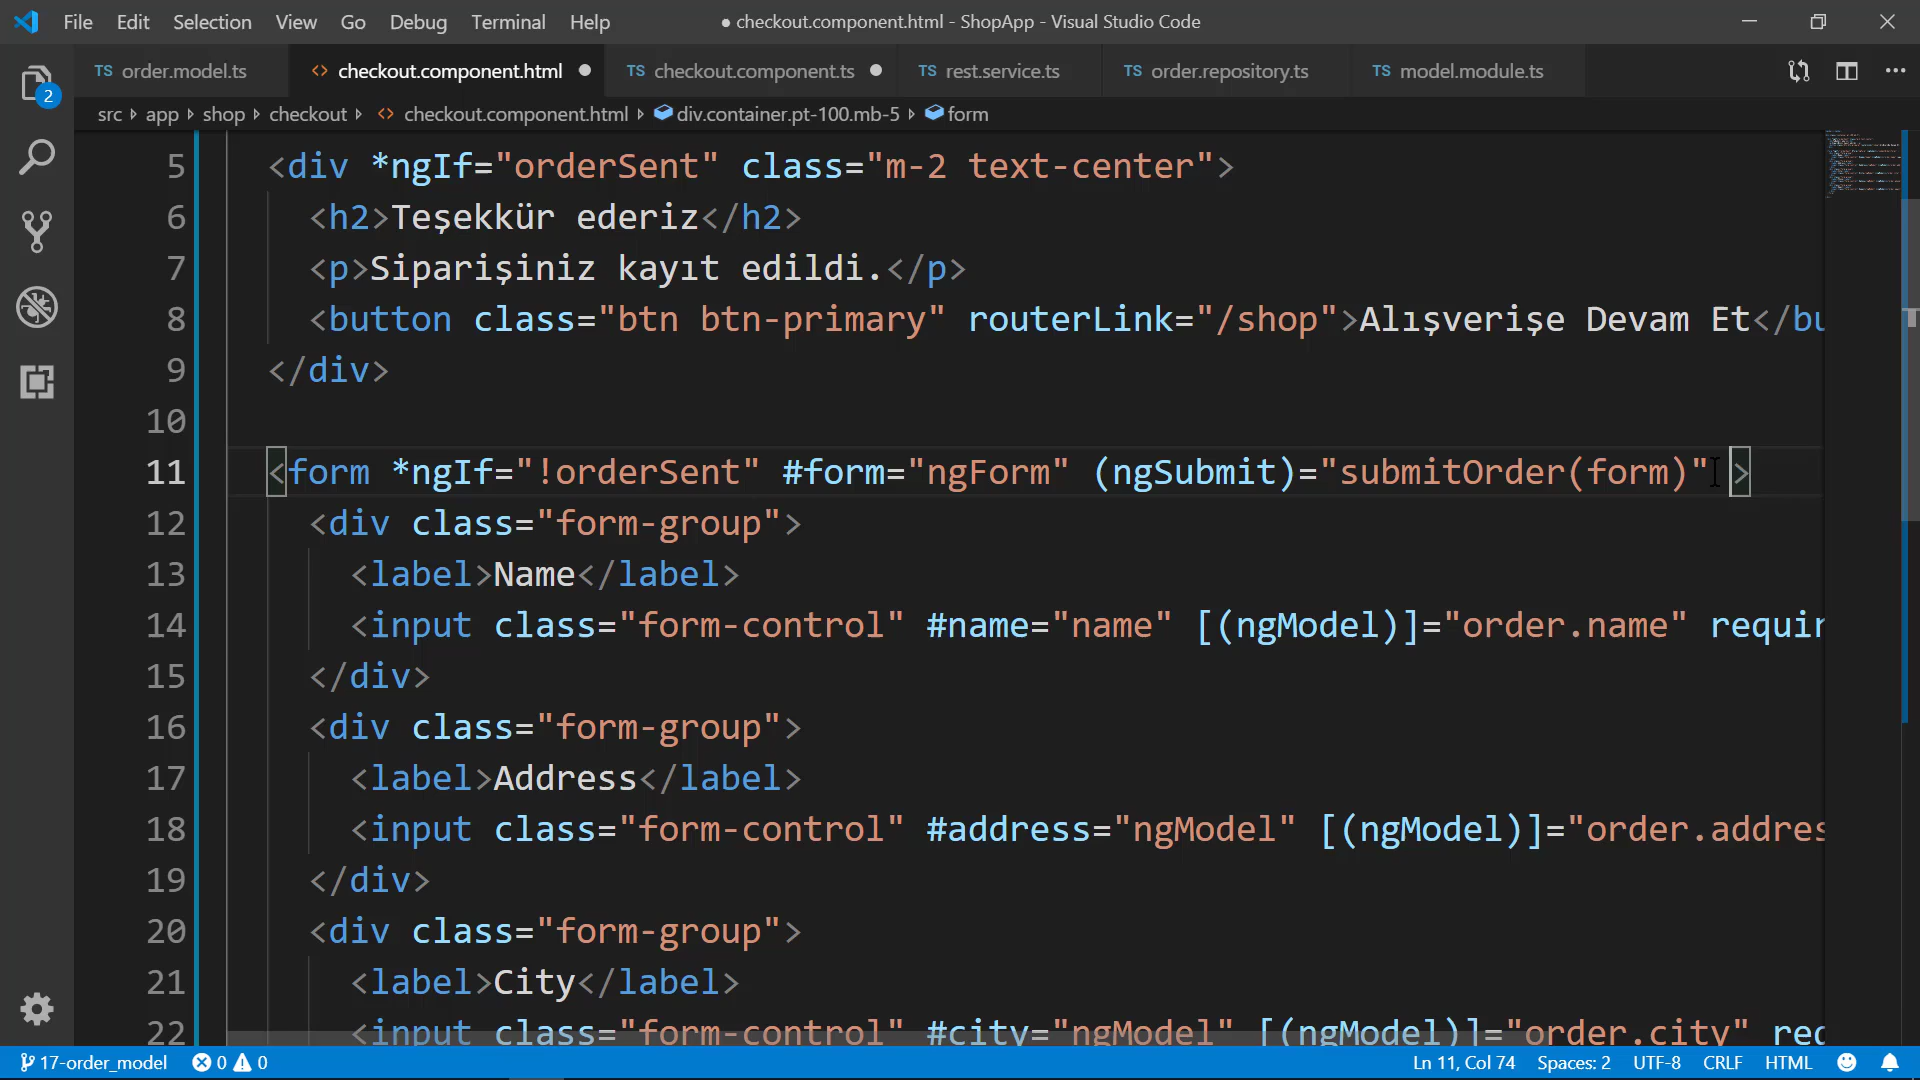 File Edit Selection View Go Debug Terminal Help ● checkout.component.html - ShopApp - Visual Studio Code
TS order.model.ts <> checkout.component.html ● TS checkout.component.ts ● TS rest.service.ts TS order.repository.ts TS model.module.ts
2
src app shop checkout <> checkout.component.html div.container.pt-100.mb-5 form
5 <div *ngIf="orderSent" class="m-2 text-center">
6 <h2>Teşekkür ederiz</h2>
7 <p>Siparişiniz kayıt edildi.</p>
8 <button class="btn btn-primary" routerLink="/shop">Alışverişe Devam Et</bu
9 </div>
10
11 <form *ngIf="!orderSent" #form="ngForm" (ngSubmit)="submitOrder(form)" >
12 <div class="form-group">
13 <label>Name</label>
14 <input class="form-control" #name="name" [(ngModel)]="order.name" requir
15 </div>
16 <div class="form-group">
17 <label>Address</label>
18 <input class="form-control" #address="ngModel" [(ngModel)]="order.addres
19 </div>
20 <div class="form-group">
21 <label>City</label>
22 <input class="form-control" #city="ngModel" [(ngModel)]="order.city" req
17-order_model 0 0 Ln 11, Col 74 Spaces: 2 UTF-8 CRLF HTML